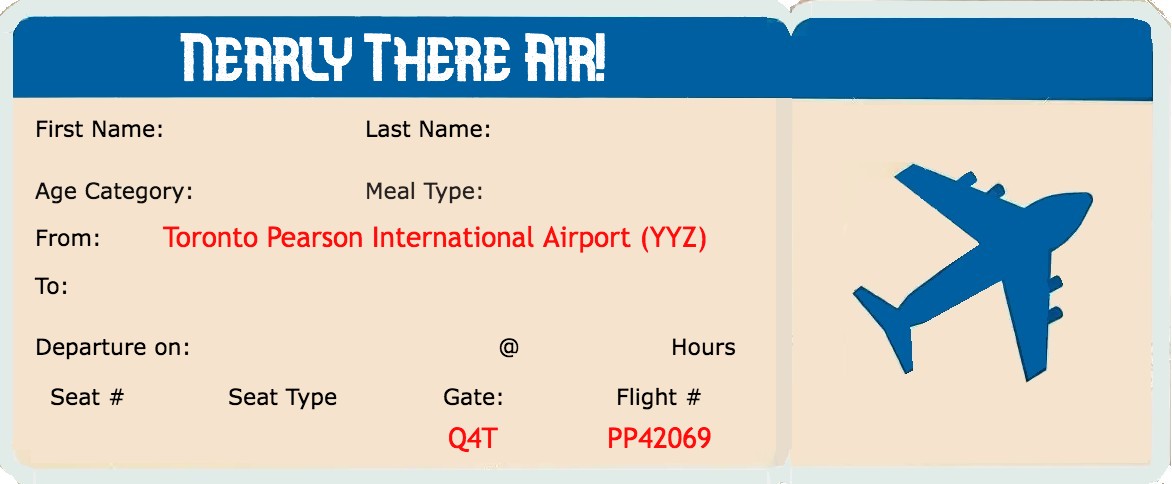 Nearly There Air!
First Name: Last Name:
Age Category: Meal Type:
From: Toronto Pearson International Airport (YYZ)
To:
Departure on: @ Hours
Seat # Seat Type Gate: Flight #
Q4T PP42069